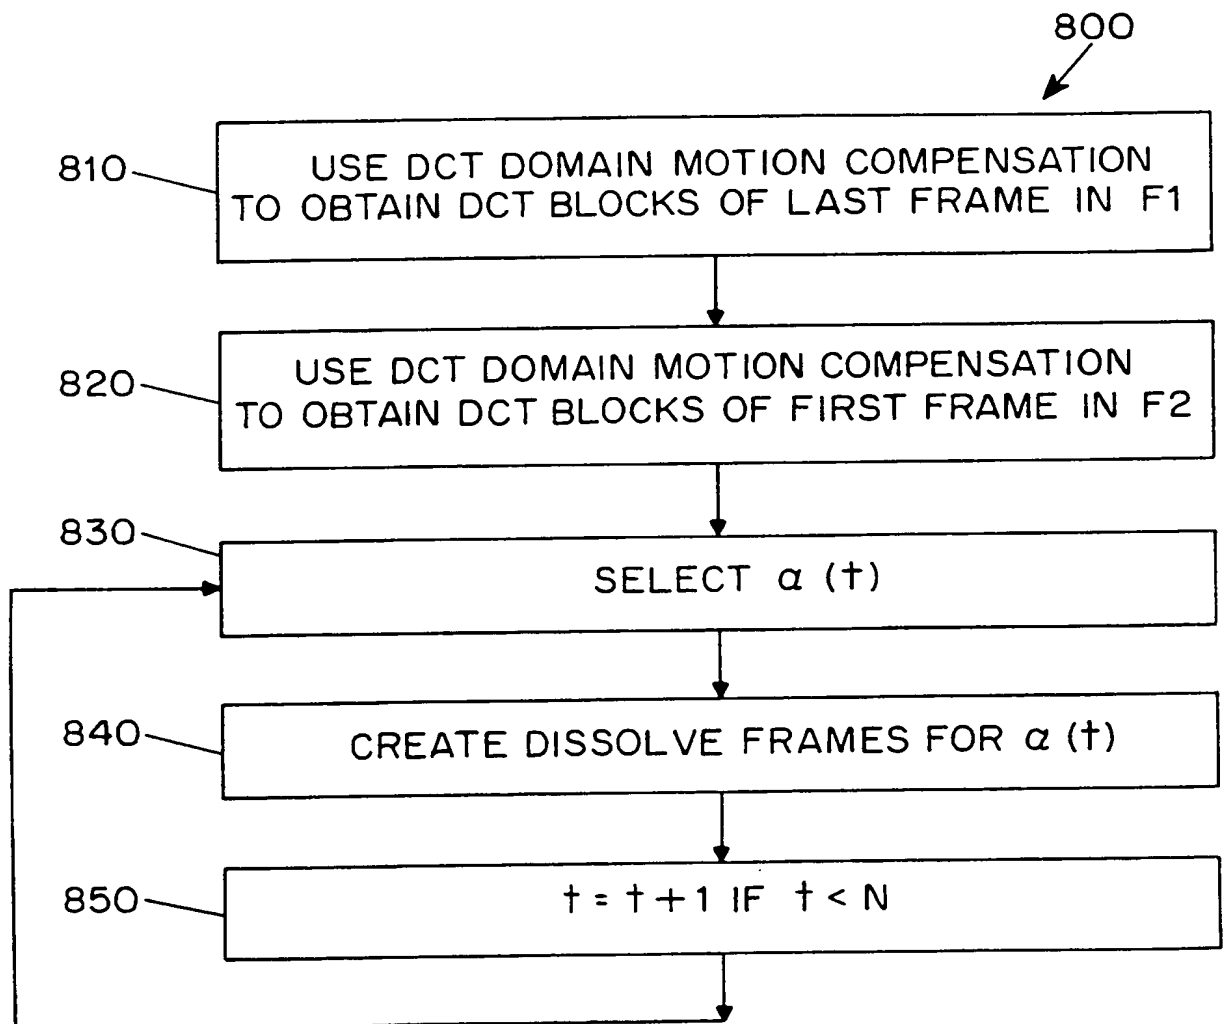 800
810
USE DCT DOMAIN MOTION COMPENSATION
TO OBTAIN DCT BLOCKS OF LAST FRAME IN F1
820
USE DCT DOMAIN MOTION COMPENSATION
TO OBTAIN DCT BLOCKS OF FIRST FRAME IN F2
830
SELECT α (t)
840
CREATE DISSOLVE FRAMES FOR α (t)
850
t = t + 1 IF t < N